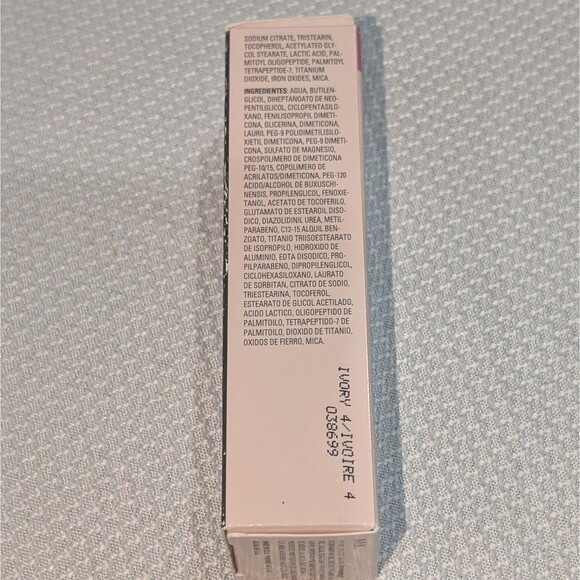 SODIUM CITRATE, TRISTEARIN,
TOCOPHEROL, ACETYLATED GLY-
COL STEARATE, LACTIC ACID, PAL-
MITOYL OLIGOPEPTIDE, PALMITOYL
TETRAPEPTIDE-7, TITANIUM
DIOXIDE, IRON OXIDES, MICA.
INGREDIENTES: AGUA, BUTILEN-
GLICOL, DIHEPTANOATO DE NEO-
PENTILGLICOL, CICLOPENTASILO-
XANO, FENILISOPROPIL DIMETI-
CONA, GLICERINA, DIMETICONA,
LAURIL PEG-9 POLIDIMETILSILO-
XIETIL DIMETICONA, PEG-9 DIMETI-
CONA, SULFATO DE MAGNESIO,
CROSPOLIMERO DE DIMETICONA
PEG-10/15, COPOLIMERO DE
ACRILATOS/DIMETICONA, PEG-120
ACIDO/ALCOHOL DE BUXUSCHI-
NENSIS, PROPILENGLICOL, FENOXIE-
TANOL, ACETATO DE TOCOFERILO,
GLUTAMATO DE ESTEAROIL DISO-
DICO, DIAZOLIDINIL UREA, METIL-
PARABENO, C12-15 ALQUIL BEN-
ZOATO, TITANIO TRIISOESTEARATO
DE ISOPROPILO, HIDROXIDO DE
ALUMINIO, EDTA DISODICO, PRO-
PILPARABENO, DIPROPILENGLICOL,
CICLOHEXASILOXANO, LAURATO
DE SORBITAN, CITRATO DE SODIO,
TRIESTEARINA, TOCOFEROL,
ESTEARATO DE GLICOL ACETILADO,
ACIDO LACTICO, OLIGOPEPTIDO DE
PALMITOILO, TETRAPEPTIDO-7 DE
PALMITOILO, DIOXIDO DE TITANIO,
OXIDOS DE FIERRO, MICA.
IVORY 4/IVOIRE 4
038699